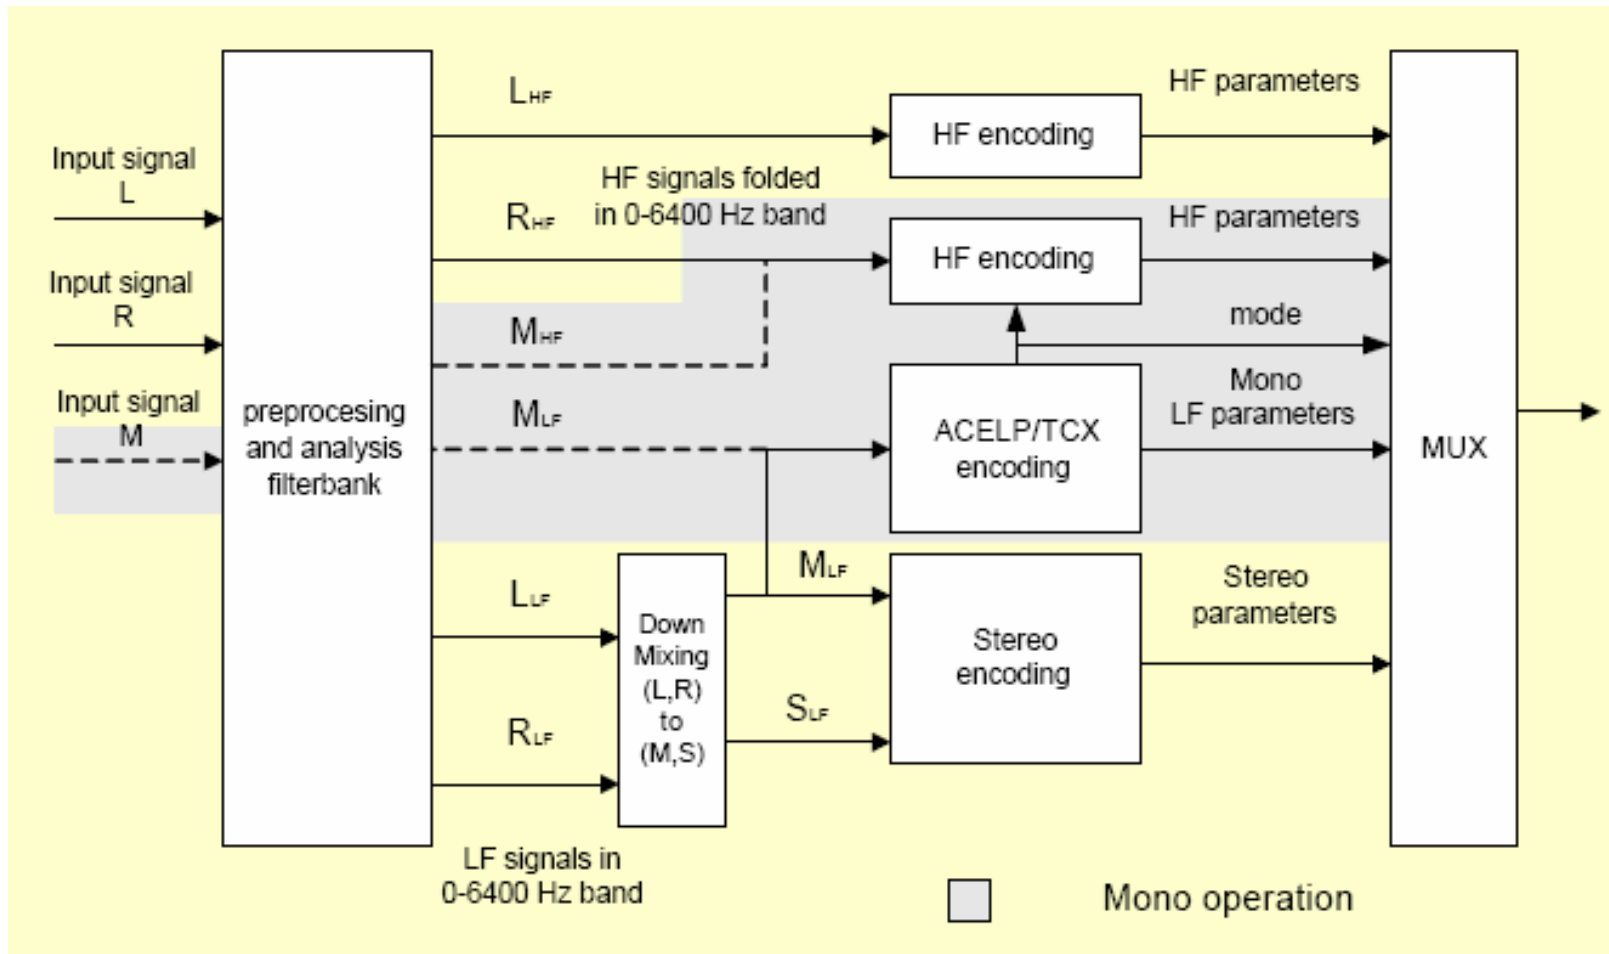 Input signal
L
Input signal
R
Input signal
M
preprocesing
and analysis
filterbank
LHF
HF signals folded
in 0-6400 Hz band
RHF
MHF
MLF
LLF
RLF
LF signals in
0-6400 Hz band
Down
Mixing
(L,R)
to
(M,S)
MLF
SLF
HF encoding
HF encoding
ACELP/TCX
encoding
Stereo
encoding
HF parameters
HF parameters
mode
Mono
LF parameters
Stereo
parameters
MUX
Mono operation